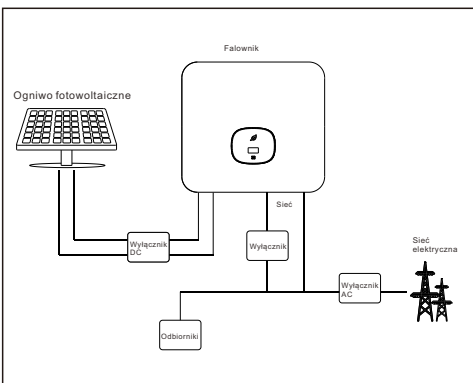 Falownik
Ogniwo fotowoltaiczne
Sieć
Wyłącznik
DC
Wyłącznik
Sieć
elektryczna
Wyłącznik
AC
Odbiorniki